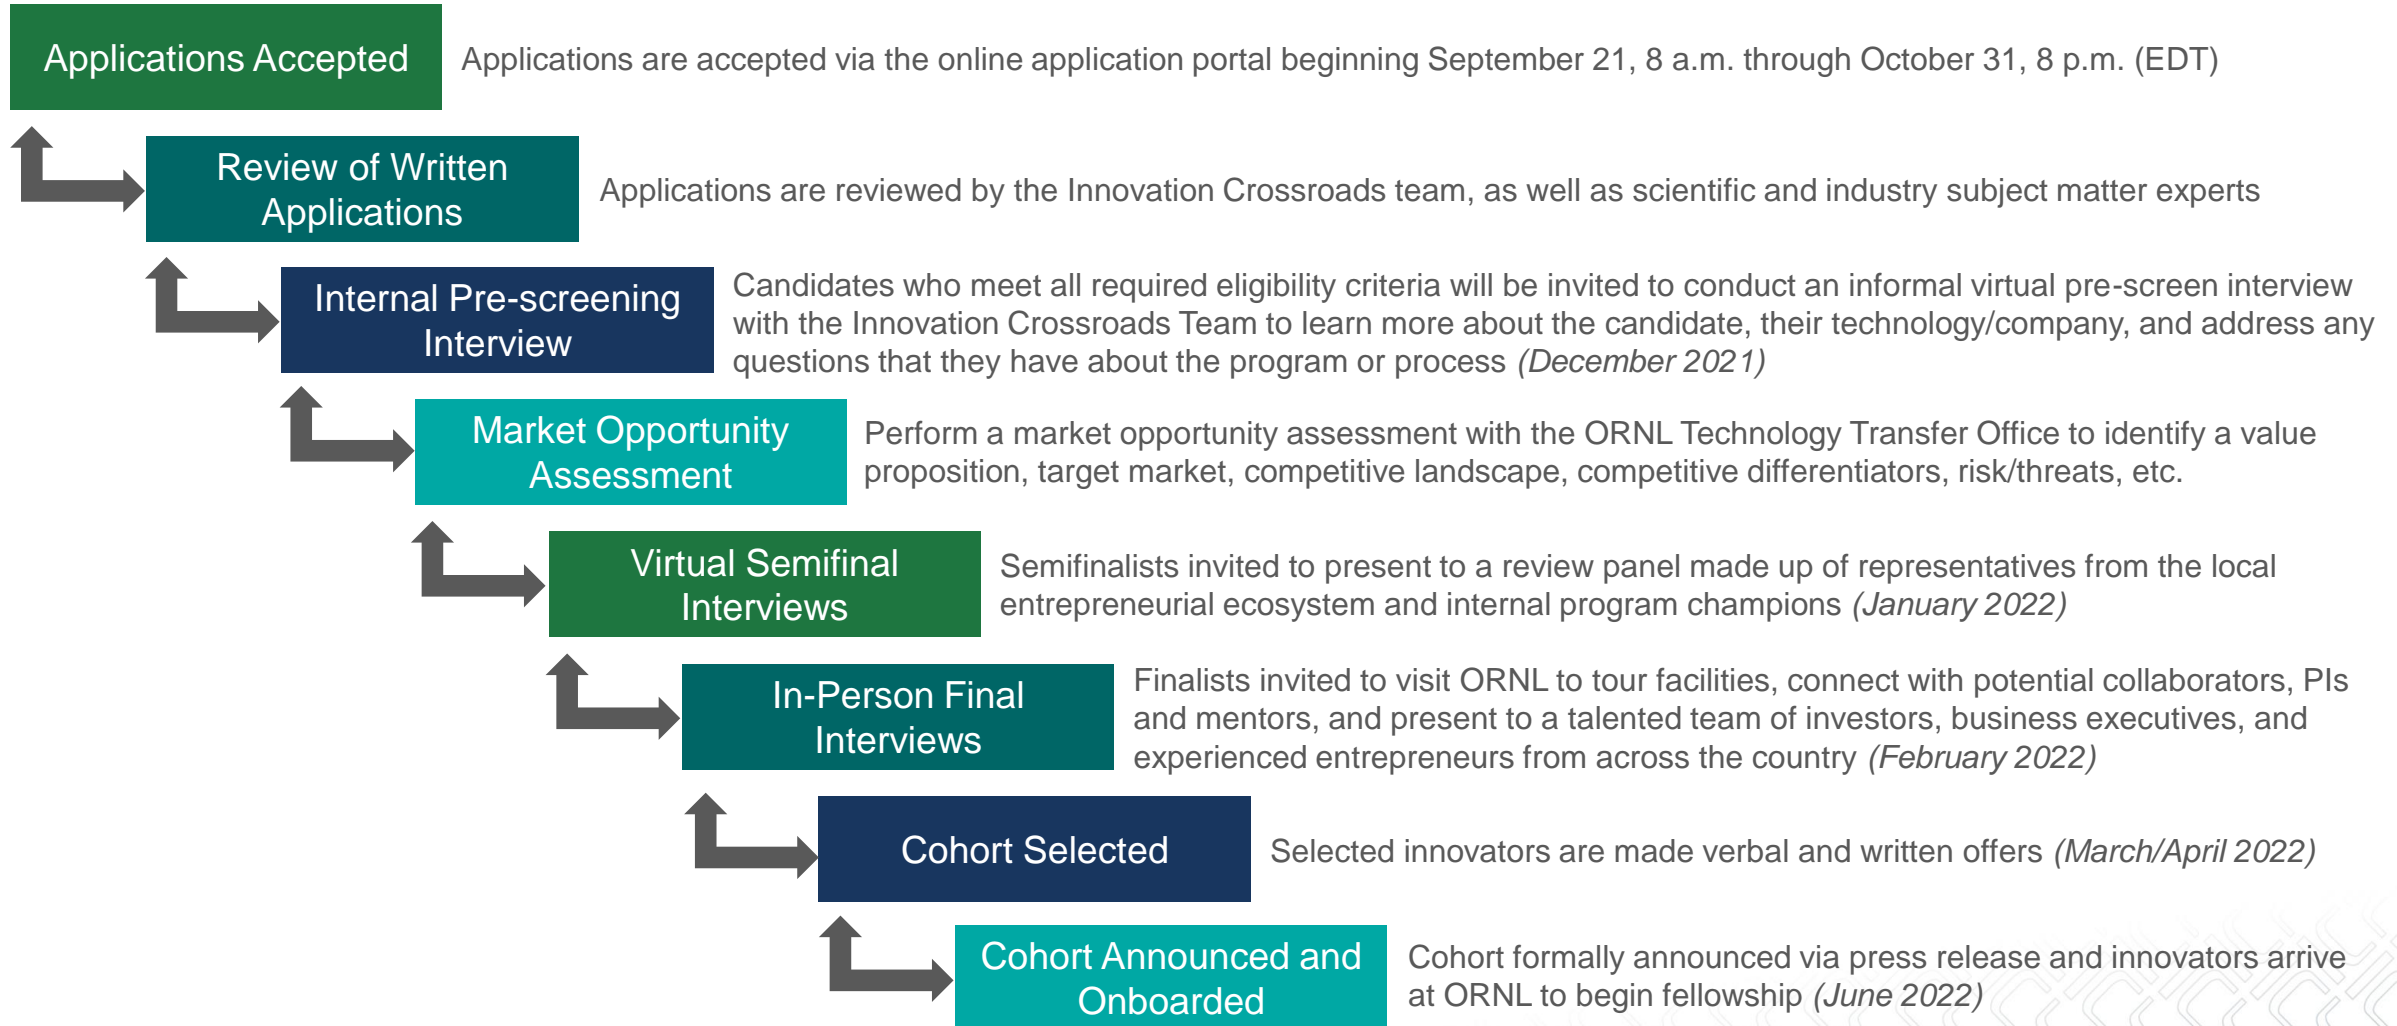 Applications Accepted
Applications are accepted via the online application portal beginning September 21, 8 a.m. through October 31, 8 p.m. (EDT)
Review of Written
Applications
Applications are reviewed by the Innovation Crossroads team, as well as scientific and industry subject matter experts
Internal Pre-screening
Interview
Candidates who meet all required eligibility criteria will be invited to conduct an informal virtual pre-screen interview
with the Innovation Crossroads Team to learn more about the candidate, their technology/company, and address any
questions that they have about the program or process (December 2021)
Market Opportunity
Assessment
Perform a market opportunity assessment with the ORNL Technology Transfer Office to identify a value
proposition, target market, competitive landscape, competitive differentiators, risk/threats, etc.
Virtual Semifinal
Interviews
Semifinalists invited to present to a review panel made up of representatives from the local
entrepreneurial ecosystem and internal program champions (January 2022)
In-Person Final
Interviews
Finalists invited to visit ORNL to tour facilities, connect with potential collaborators, PIs
and mentors, and present to a talented team of investors, business executives, and
experienced entrepreneurs from across the country (February 2022)
Cohort Selected
Selected innovators are made verbal and written offers (March/April 2022)
Cohort Announced and
Onboarded
Cohort formally announced via press release and innovators arrive
at ORNL to begin fellowship (June 2022)